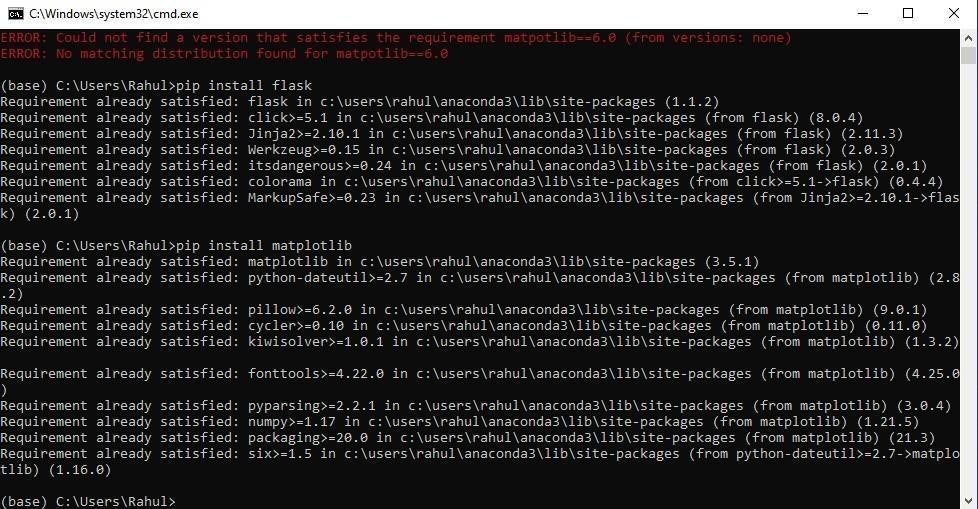 C:\Windows\system32\cmd.exe
ERROR: Could not find a version that satisfies the requirement matpotlib==6.0 (from versions: none)
ERROR: No matching distribution found for matpotlib==6.0
(base) C:\Users\Rahul>pip install flask
Requirement already satisfied: flask in c:\users\rahul\anaconda3\lib\site-packages (1.1.2)
Requirement already satisfied: click>=5.1 in c:\users\rahul\anaconda3\lib\site-packages (from flask) (8.0.4)
Requirement already satisfied: Jinja2>=2.10.1 in c:\users\rahul\anaconda3\lib\site-packages (from flask) (2.11.3)
Requirement already satisfied: Werkzeug>=0.15 in c:\users\rahul\anaconda3\lib\site-packages (from flask) (2.0.3)
Requirement already satisfied: itsdangerous>=0.24 in c:\users\rahul\anaconda3\lib\site-packages (from flask) (2.0.1)
Requirement already satisfied: colorama in c:\users\rahul\anaconda3\lib\site-packages (from click>=5.1->flask) (0.4.4)
Requirement already satisfied: MarkupSafe>=0.23 in c:\users\rahul\anaconda3\lib\site-packages (from Jinja2>=2.10.1->flas
k) (2.0.1)
(base) C:\Users\Rahul>pip install matplotlib
Requirement already satisfied: matplotlib in c:\users\rahul\anaconda3\lib\site-packages (3.5.1)
Requirement already satisfied: python-dateutil>=2.7 in c:\users\rahul\anaconda3\lib\site-packages (from matplotlib) (2.8
.2)
Requirement already satisfied: pillow>=6.2.0 in c:\users\rahul\anaconda3\lib\site-packages (from matplotlib) (9.0.1)
Requirement already satisfied: cycler>=0.10 in c:\users\rahul\anaconda3\lib\site-packages (from matplotlib) (0.11.0)
Requirement already satisfied: kiwisolver>=1.0.1 in c:\users\rahul\anaconda3\lib\site-packages (from matplotlib) (1.3.2)
Requirement already satisfied: fonttools>=4.22.0 in c:\users\rahul\anaconda3\lib\site-packages (from matplotlib) (4.25.0
)
Requirement already satisfied: pyparsing>=2.2.1 in c:\users\rahul\anaconda3\lib\site-packages (from matplotlib) (3.0.4)
Requirement already satisfied: numpy>=1.17 in c:\users\rahul\anaconda3\lib\site-packages (from matplotlib) (1.21.5)
Requirement already satisfied: packaging>=20.0 in c:\users\rahul\anaconda3\lib\site-packages (from matplotlib) (21.3)
Requirement already satisfied: six>=1.5 in c:\users\rahul\anaconda3\lib\site-packages (from python-dateutil>=2.7->matplo
tlib) (1.16.0)
(base) C:\Users\Rahul>